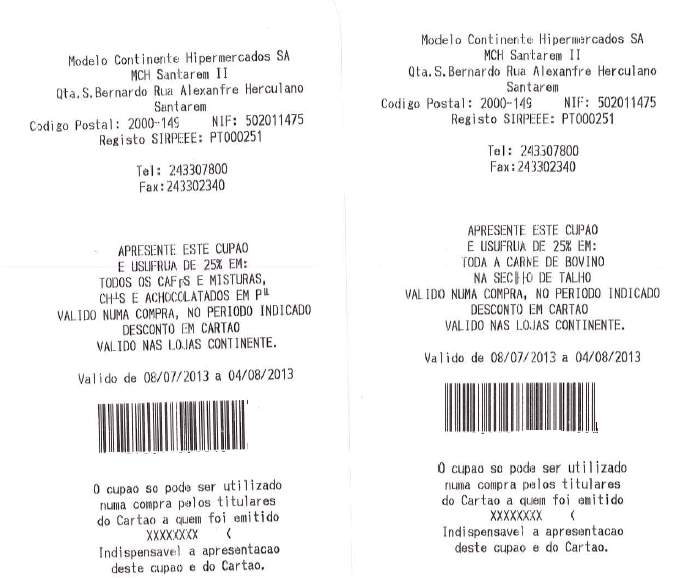 Modelo Continente Hipermercados SA
MCH Santarem II
Qta.S.Bernardo Rua Alexanfre Herculano
Santarem
Codigo Postal: 2000-149 NIF: 502011475
Registo SIRPEEE: PT000251
Tel: 243307800
Fax:243302340
APRESENTE ESTE CUPAO
E USUFRUA DE 25% EM:
TODOS OS CAF╔S E MISTURAS,
CH┴S E ACHOCOLATADOS EM P╙
VALIDO NUMA COMPRA, NO PERIODO INDICADO
DESCONTO EM CARTAO
VALIDO NAS LOJAS CONTINENTE.
Valido de 08/07/2013 a 04/08/2013
O cupao so pode ser utilizado
numa compra pelos titulares
do Cartao a quem foi emitido
XXXXXXXX (
Indispensavel a apresentacao
deste cupao e do Cartao.
Modelo Continente Hipermercados SA
MCH Santarem II
Qta.S.Bernardo Rua Alexanfre Herculano
Santarem
Codigo Postal: 2000-149 NIF: 502011475
Registo SIRPEEE: PT000251
Tel: 243307800
Fax:243302340
APRESENTE ESTE CUPAO
E USUFRUA DE 25% EM:
TODA A CARNE DE BOVINO
NA DE TALHO
VALIDO NUMA COMPRA, NO PERIODO INDICADO
DESCONTO EM CARTAO
VALIDO NAS LOJAS CONTINENTE.
Valido de 08/07/2013 a 04/08/2013
O cupao so pode ser utilizado
numa compra pelos titulares
do Cartao a quem foi emitido
XXXXXXXX (
Indispensavel a apresentacao
deste cupao e do Cartao.